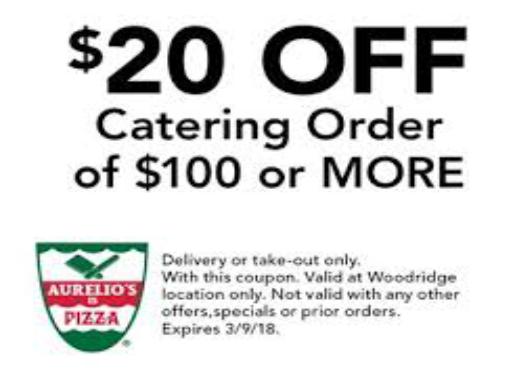 $20 OFF
Catering Order
of $100 or MORE
Delivery or take-out only.
With this coupon. Valid at Woodridge
location only. Not valid with any other
offers,specials or prior orders.
Expires 3/9/18.
AURELIO'S
IS
PIZZA
®